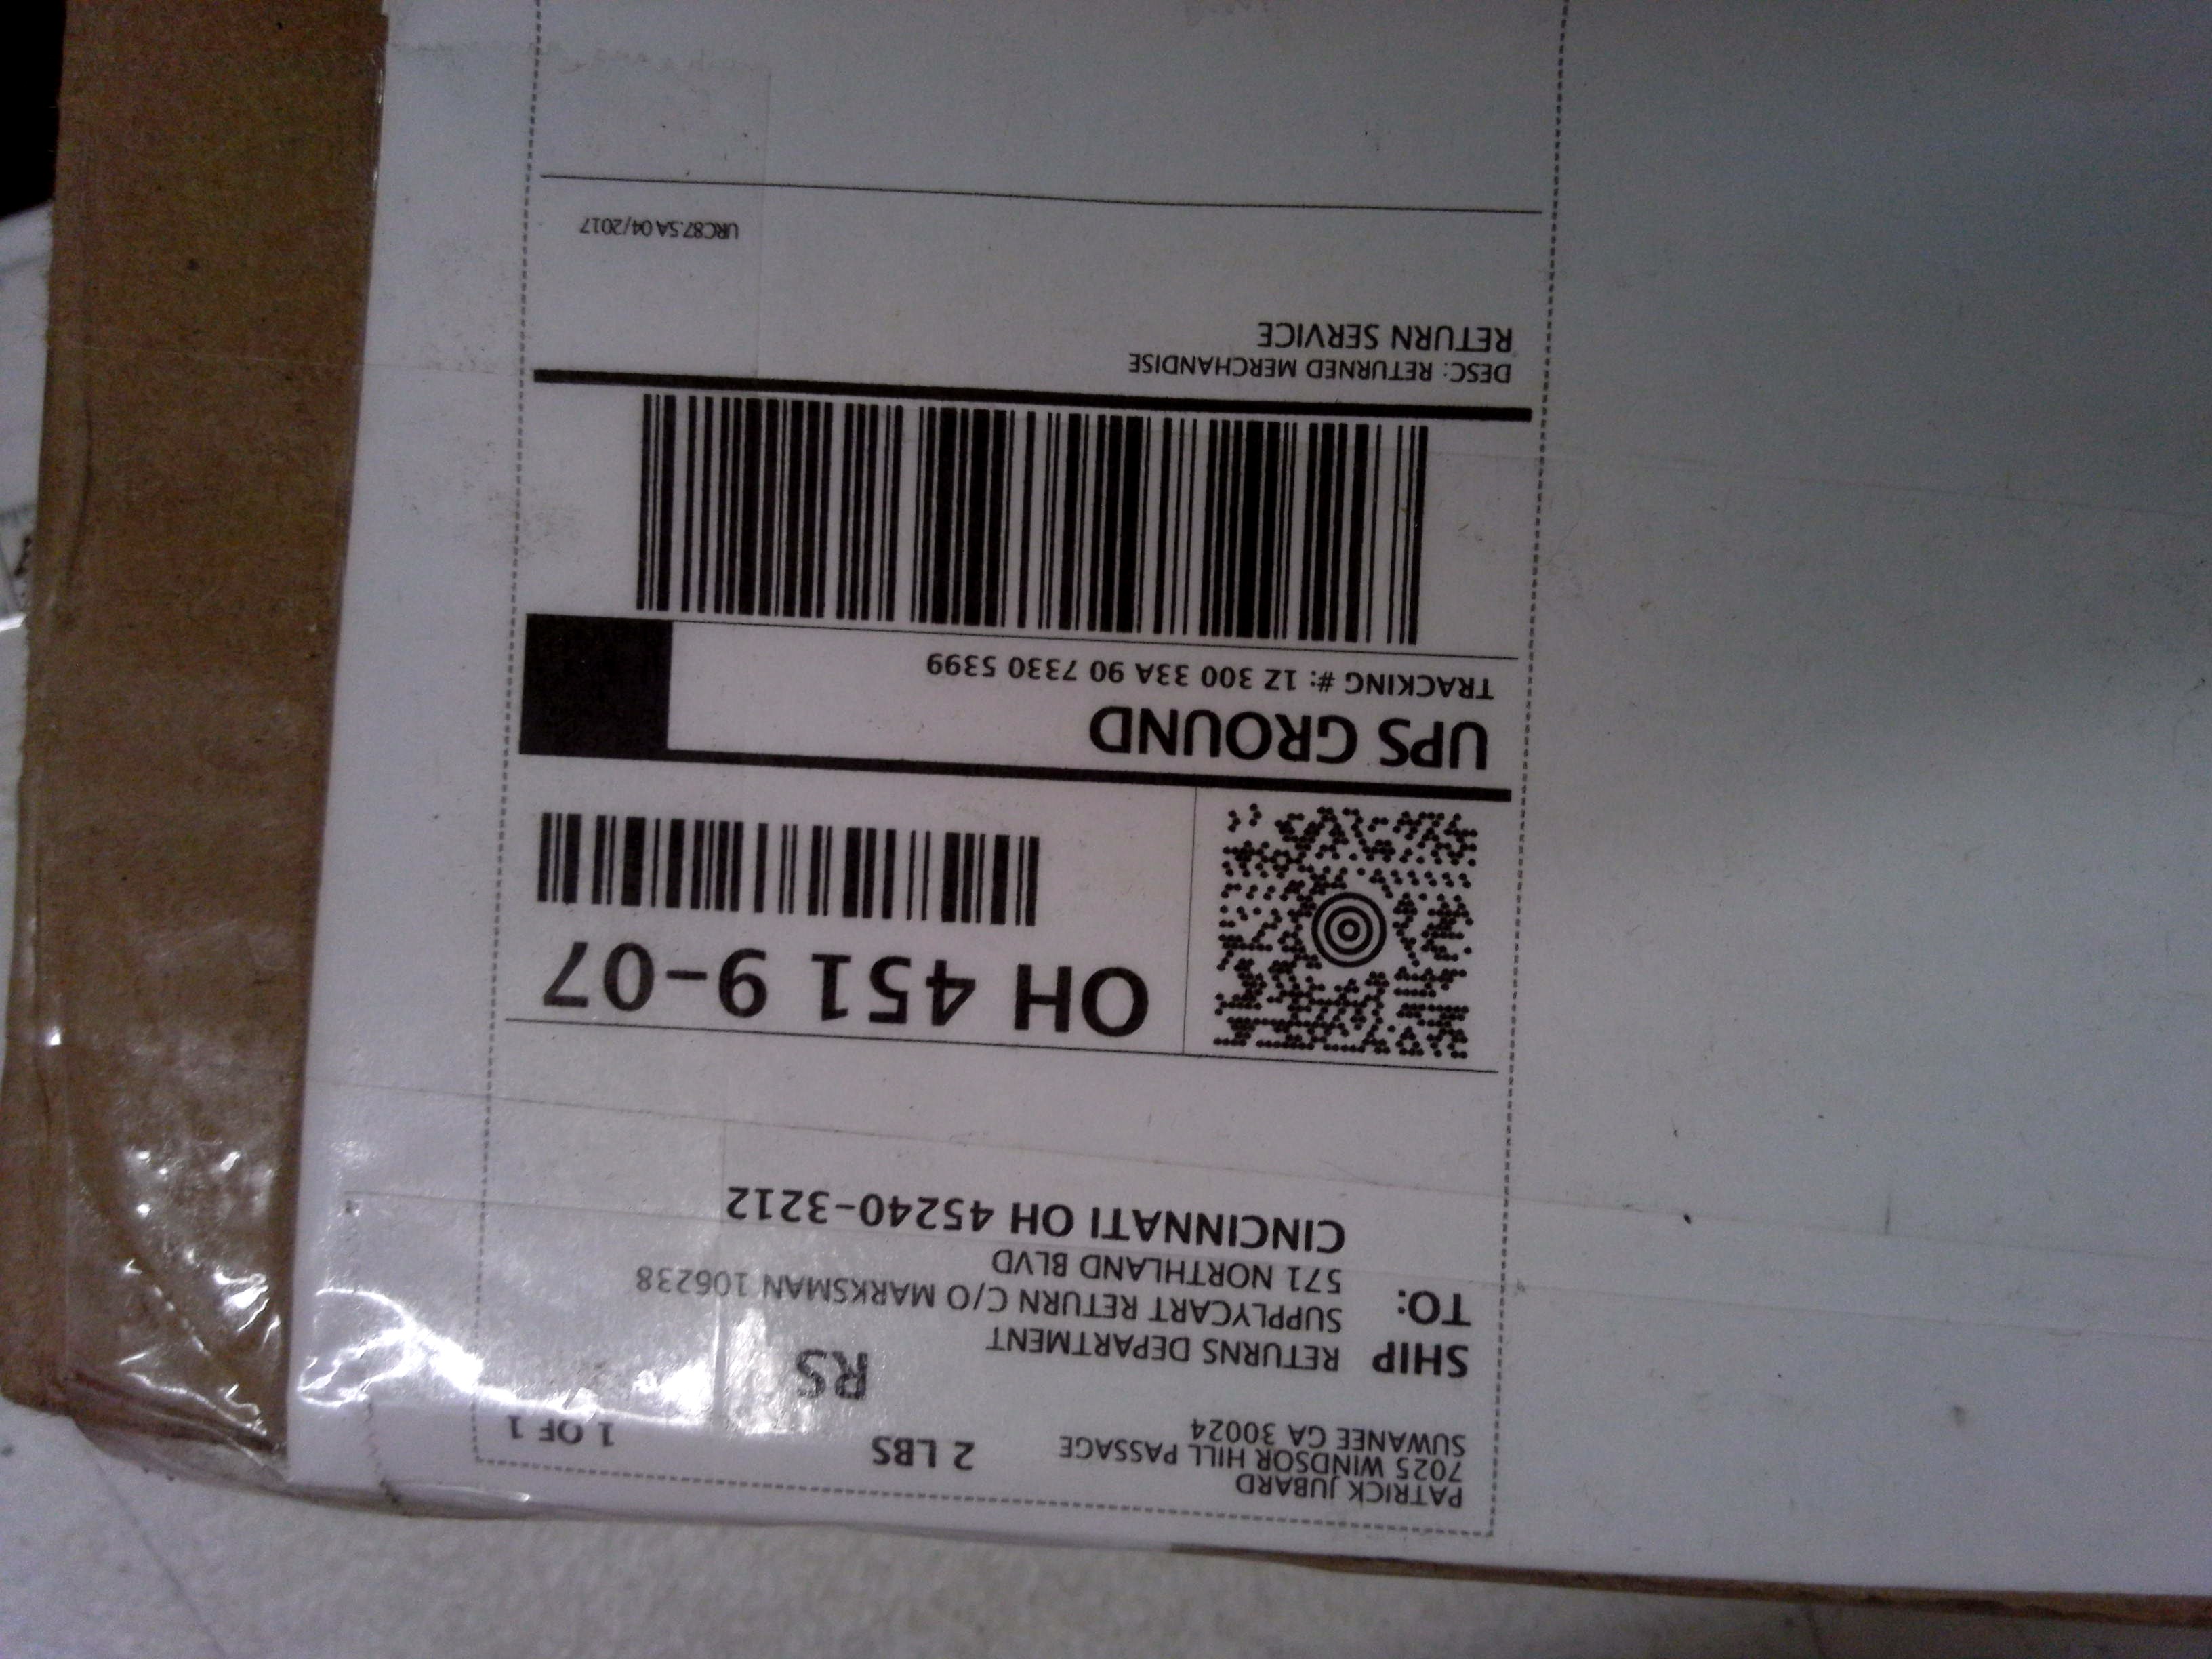 PATRICK JUBARD
7025 WINDSOR HILL PASSAGE
SUWANEE GA 30024
2 LBS
1 OF 1
RS
SHIP
TO:
RETURNS DEPARTMENT
SUPPLYCART RETURN C/O MARKSMAN 106238
571 NORTHLAND BLVD
CINCINNATI OH 45240-3212
OH 451 9-07
UPS GROUND
TRACKING #: 1Z 300 33A 90 7330 5399
DESC: RETURNED MERCHANDISE
RETURN SERVICE
URC87.5A 04/2017